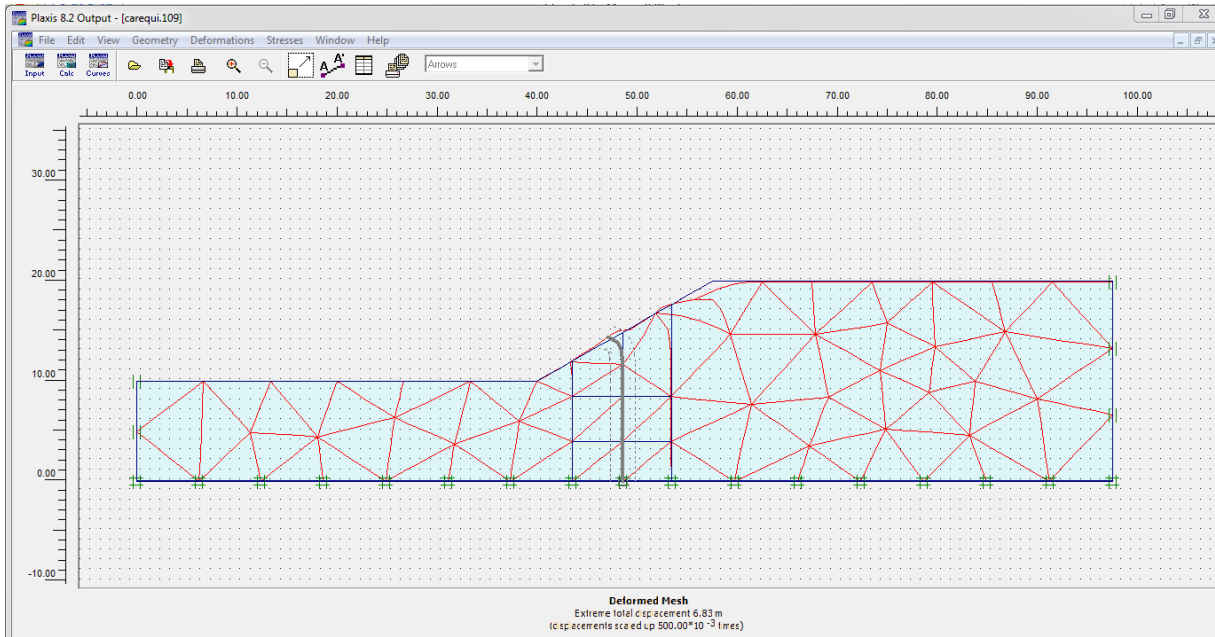 Plaxis 8.2 Output - [carequi.109]
File Edit View Geometry Deformations Stresses Window Help
Input Calc Curves Arrows
0.00 10.00 20.00 30.00 40.00 50.00 60.00 70.00 80.00 90.00 100.00
30.00
20.00
10.00
0.00
-10.00
Deformed Mesh
Extreme total displacement 6.83 m
(displacements scaled up 500.00*10 -3 times)